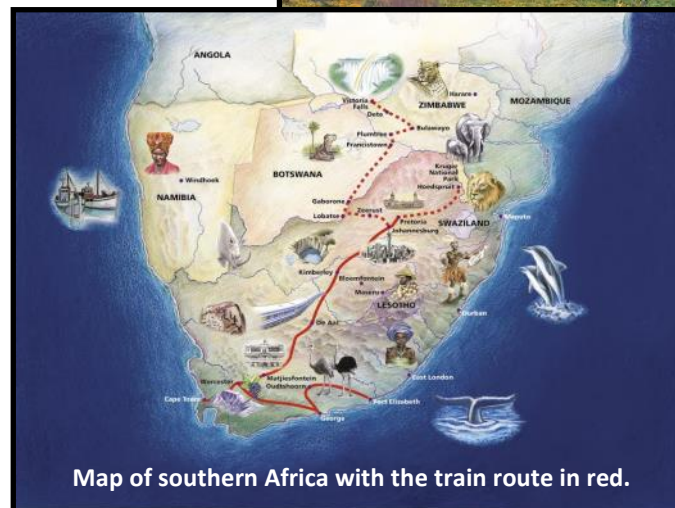 ANGOLA
Victoria
Falls
Dete
ZIMBABWE
Harare
MOZAMBIQUE
Bulawayo
Plumtree
Francistown
Windhoek
NAMIBIA
BOTSWANA
Kruger
National
Park
Hoedspruit
Gaborone
Lobatse
Zeerust
Pretoria
Johannesburg
SWAZILAND
Maputo
Kimberley
Bloemfontein
Maseru
LESOTHO
Durban
De Aar
Worcester
Matjiesfontein
Oudtshoorn
East London
Cape Town
Port Elizabeth
George
Map of southern Africa with the train route in red.